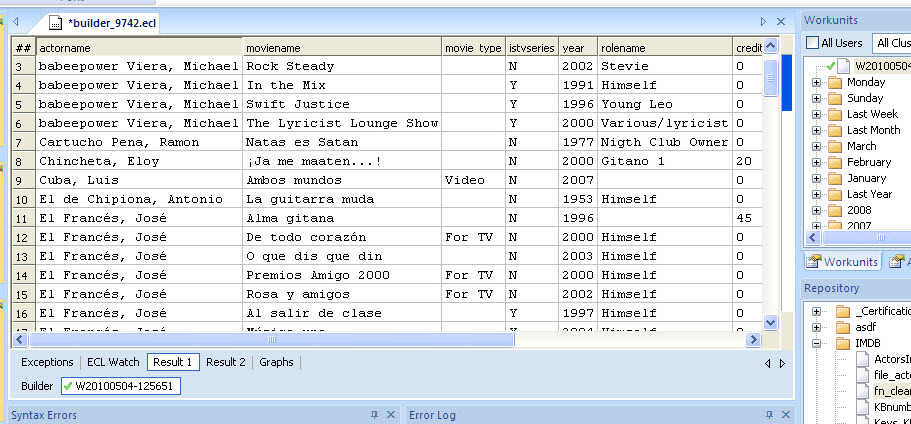 *builder_9742.ecl
## actorname moviename movie type istvseries year rolename credit
3 babeepower Viera, Michael Rock Steady N 2002 Stevie 0
4 babeepower Viera, Michael In the Mix Y 1991 Himself 0
5 babeepower Viera, Michael Swift Justice Y 1996 Young Leo 0
6 babeepower Viera, Michael The Lyricist Lounge Show Y 2000 Various/lyricist 0
7 Cartucho Pena, Ramon Natas es Satan N 1977 Nigth Club Owner 0
8 Chincheta, Eloy ¡Ja me maaten...! N 2000 Gitano 1 20
9 Cuba, Luis Ambos mundos Video N 2007 0
10 El de Chipiona, Antonio La guitarra muda N 1953 Himself 0
11 El Francés, José Alma gitana N 1996 45
12 El Francés, José De todo corazón For TV N 2000 Himself 0
13 El Francés, José O que dis que din N 2003 Himself 0
14 El Francés, José Premios Amigo 2000 For TV N 2000 Himself 0
15 El Francés, José Rosa y amigos For TV N 2002 Himself 0
16 El Francés, José Al salir de clase Y 1997 Himself 0
Exceptions ECL Watch Result 1 Result 2 Graphs
Builder W20100504-125651
Syntax Errors Error Log
Workunits
All Users All Clus
W20100504
Monday
Sunday
Last Week
Last Month
March
February
January
Last Year
2008
2007
Workunits
Repository
_Certificatio
asdf
IMDB
ActorsIn
file_acto
fn_clean
KBnumb